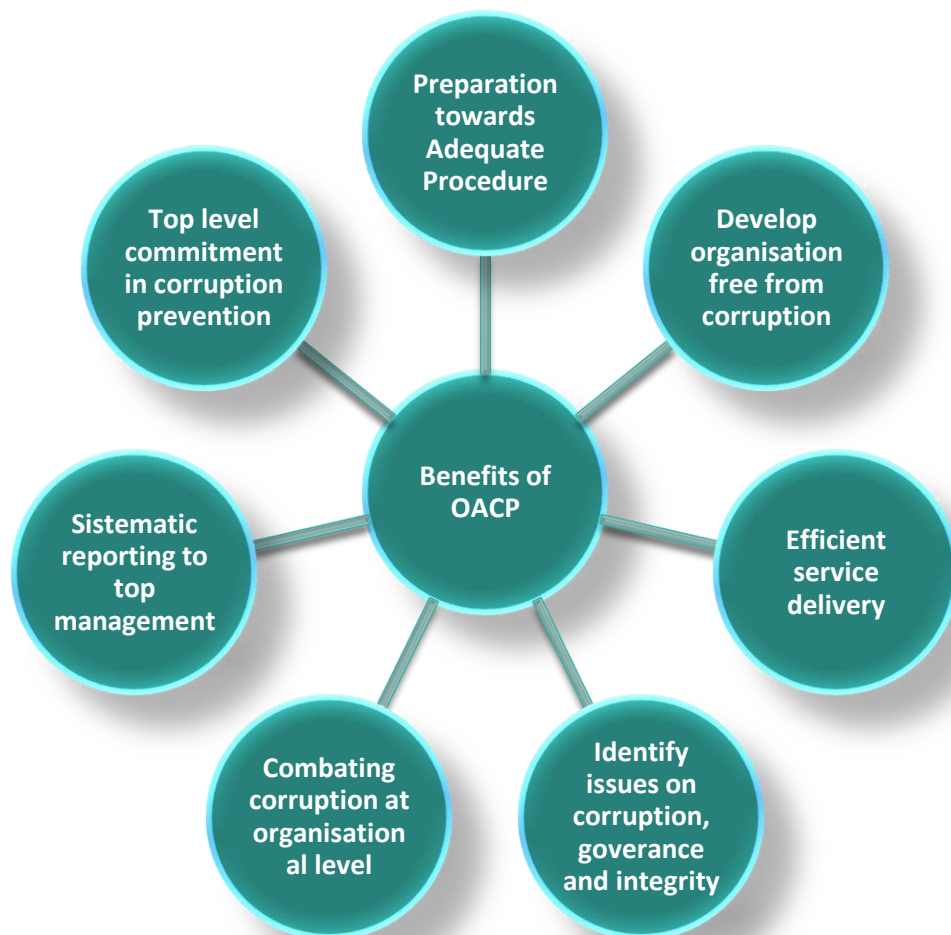 Preparation
towards
Adequate
Procedure
Top level
commitment
in corruption
prevention
Develop
organisation
free from
corruption
Benefits of
OACP
Sistematic
reporting to
top
management
Efficient
service
delivery
Combating
corruption at
organisation
al level
Identify
issues on
corruption,
goverance
and integrity